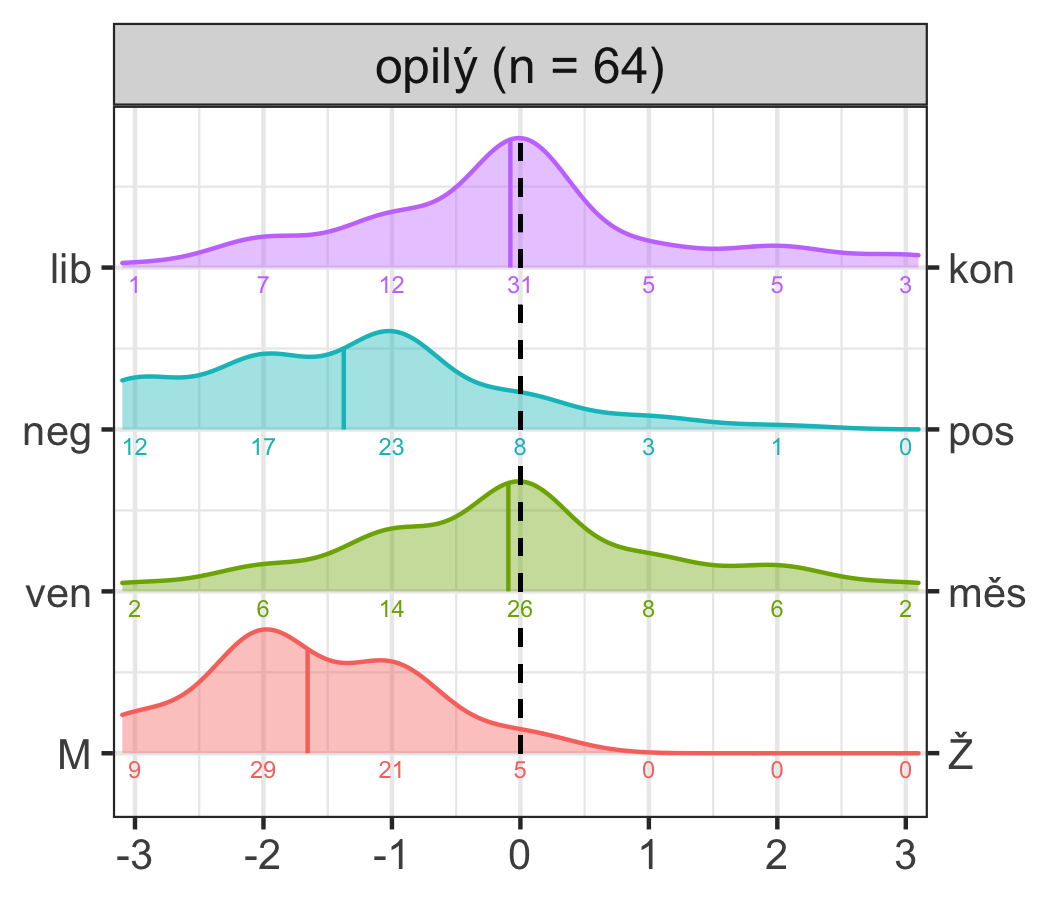 opilý (n = 64)
lib kon
1 7 12 31 5 5 3
neg pos
12 17 23 8 3 1 0
ven měs
2 6 14 26 8 6 2
M Ž
9 29 21 5 0 0 0
-3 -2 -1 0 1 2 3